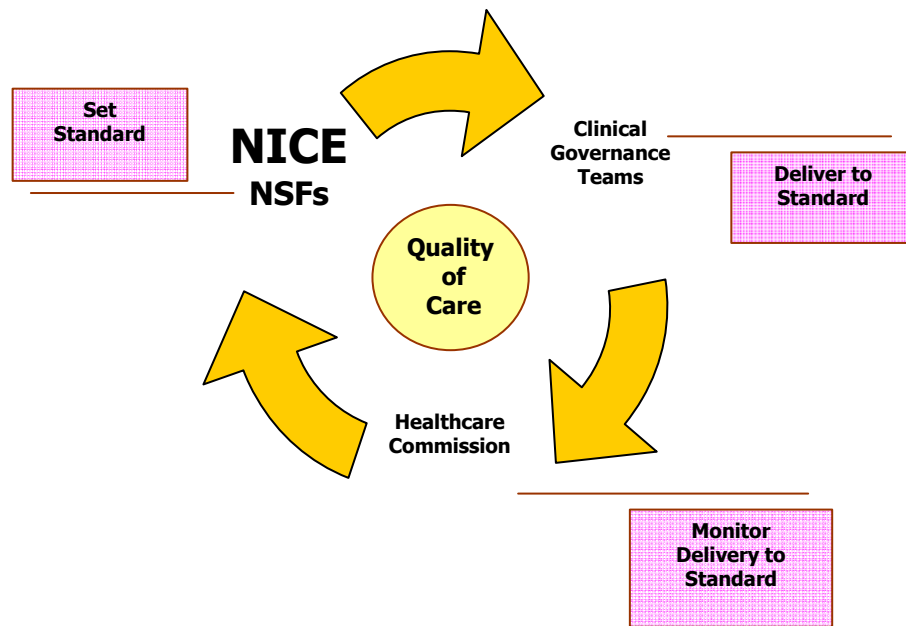 Set
Standard
NICE
NSFs
Clinical
Governance
Teams
Deliver to
Standard
Quality
of
Care
Healthcare
Commission
Monitor
Delivery to
Standard